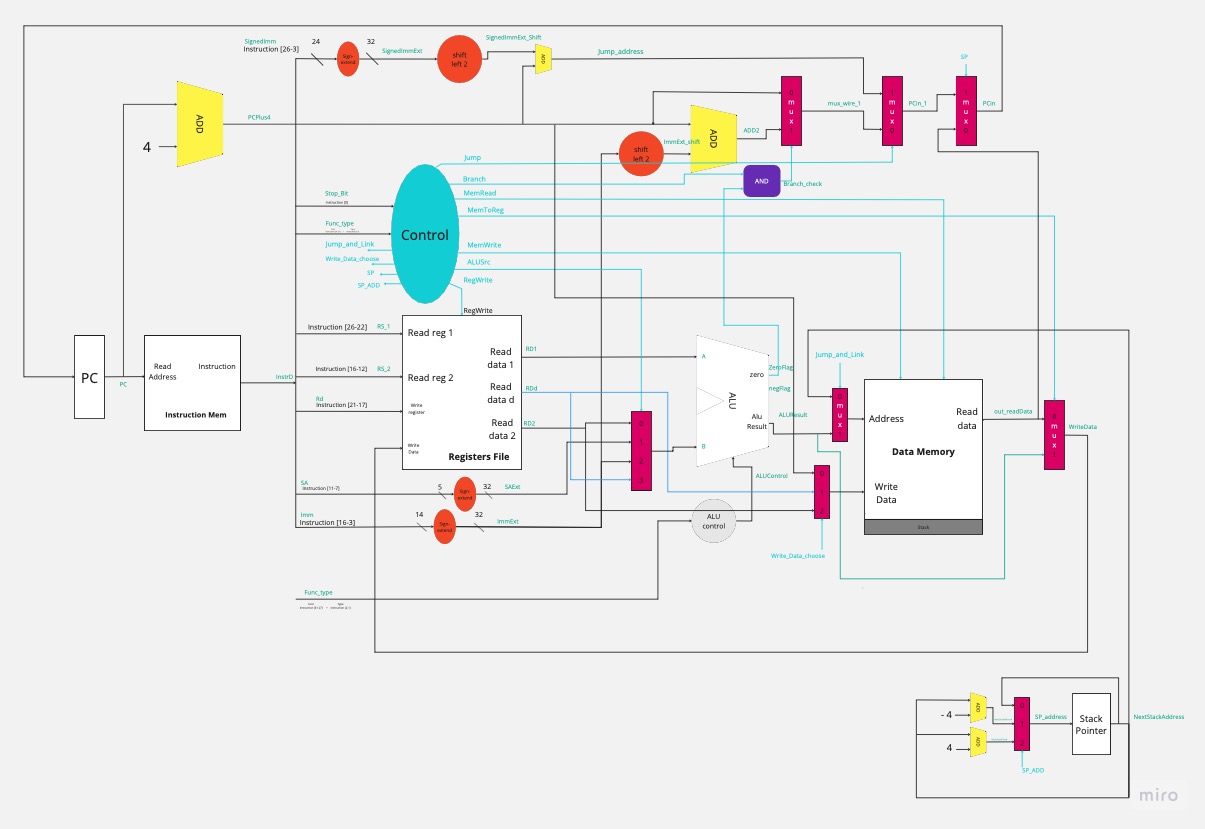 SignedImm
Instruction [26-3]
24
Sign-
extend
32
SignedImmExt
shift
left 2
SignedImmExt_Shift
ADD
Jump_address
SP
ADD
4
PCPlus4
shift
left 2
ImmExt_shift
ADD
ADD2
0
m
u
x
1
mux_wire_1
1
m
u
x
0
PCin_1
1
m
u
x
0
PCin
Jump
Branch
MemRead
MemToReg
MemWrite
ALUSrc
RegWrite
AND
Branch_check
Control
Stop_Bit
Instruction [0]
Func_type
Jump_and_Link
Write_Data_choose
SP
SP_ADD
PC
PC
Read
Address
Instruction
Instruction Mem
InstrD
Instruction [26-22]
RS_1
Instruction [16-12]
RS_2
Rd
Instruction [21-17]
RegWrite
Read reg 1
Read reg 2
Write
register
Write
Data
Read
data 1
Read
data d
Read
data 2
Registers File
RD1
RDd
RD2
SA
Instruction [11-7]
5
Sign-
extend
32
SAExt
Imm
Instruction [16-3]
14
Sign-
extend
32
ImmExt
Func_type
A
B
ALU
zero
Alu
Result
ZeroFlag
negFlag
ALUResult
ALUControl
ALU
control
Jump_and_Link
m
u
x
Write_Data_choose
Address
Read
data
Data Memory
Write
Data
Stack
out_readData
m
u
x
WriteData
- 4
4
ADD
ADD
SP_address
SP_ADD
Stack
Pointer
NextStackAddress
miro